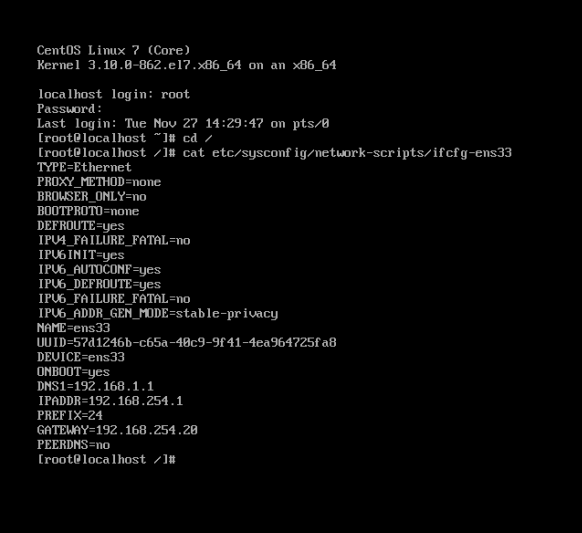 CentOS Linux 7 (Core)
Kernel 3.10.0-862.el7.x86_64 on an x86_64
localhost login: root
Password:
Last login: Tue Nov 27 14:29:47 on pts/0
[root@localhost ~]# cd /
[root@localhost /]# cat etc/sysconfig/network-scripts/ifcfg-ens33
TYPE=Ethernet
PROXY_METHOD=none
BROWSER_ONLY=no
BOOTPROTO=none
DEFROUTE=yes
IPV4_FAILURE_FATAL=no
IPV6INIT=yes
IPV6_AUTOCONF=yes
IPV6_DEFROUTE=yes
IPV6_FAILURE_FATAL=no
IPV6_ADDR_GEN_MODE=stable-privacy
NAME=ens33
UUID=57d1246b-c65a-40c9-9f41-4ea964725fa8
DEVICE=ens33
ONBOOT=yes
DNS1=192.168.1.1
IPADDR=192.168.254.1
PREFIX=24
GATEWAY=192.168.254.20
PEERDNS=no
[root@localhost /]#